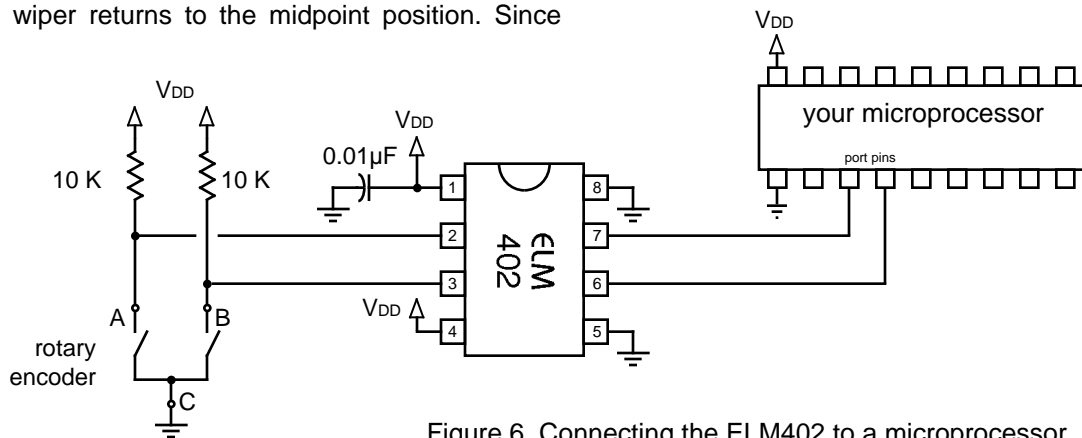 wiper returns to the midpoint position. Since
VDD
your microprocessor
port pins
VDD
VDD
0.01µF
10 K
10 K
1
8
2
7
3
6
4
5
ELM
402
VDD
A
B
rotary
encoder
C
Figure 6. Connecting the ELM402 to a microprocessor